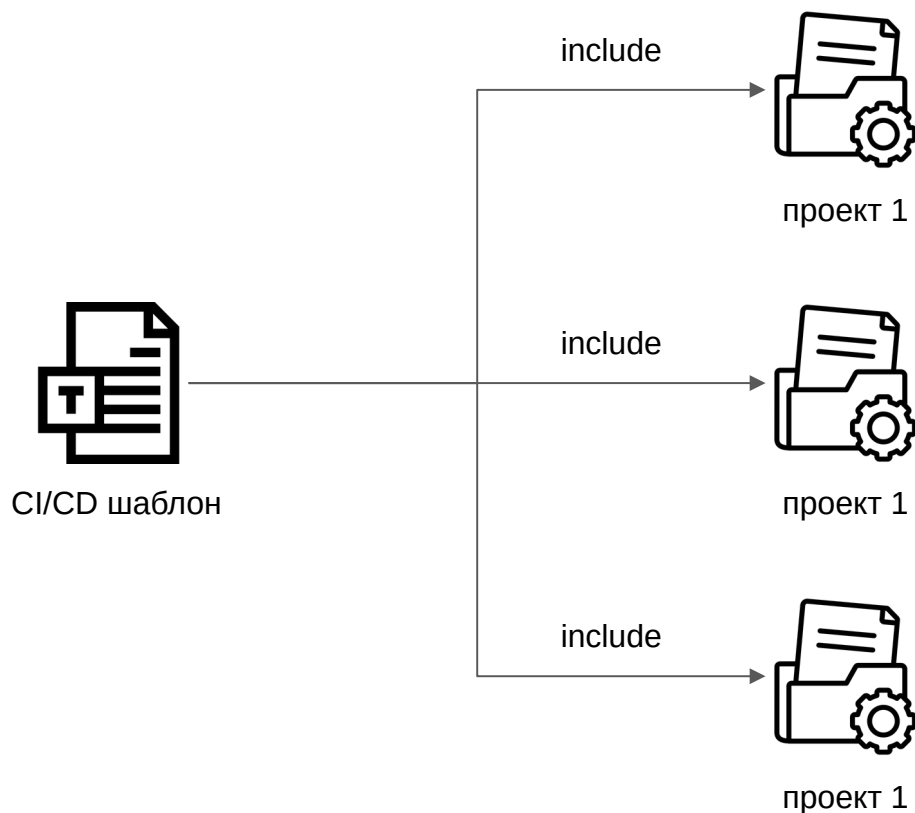 include
проект 1
include
T
CI/CD шаблон
проект 1
include
проект 1